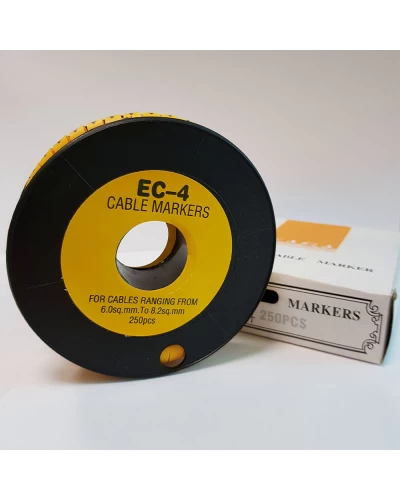 EC-4
CABLE MARKERS
FOR CABLES RANGING FROM
6.0sq.mm.To 8.2sq.mm
250pcs
CABLE MARKER
MARKERS
250PCS